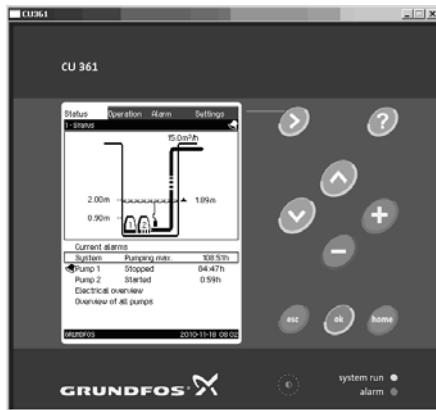 CU361
CU 361
Status Operation Alarm Settings
1 - Status
15.0m³/h
2.00m
1.89m
0.90m
1 2
Current alarms
System Pumping max. 108:51h
Pump 1 Stopped 84:47h
Pump 2 Started 0:59h
Electrical overview
Overview of all pumps
GRUNDFOS 2010-11-18 08:02
>
?
+
−
esc ok home
GRUNDFOS
system run
alarm